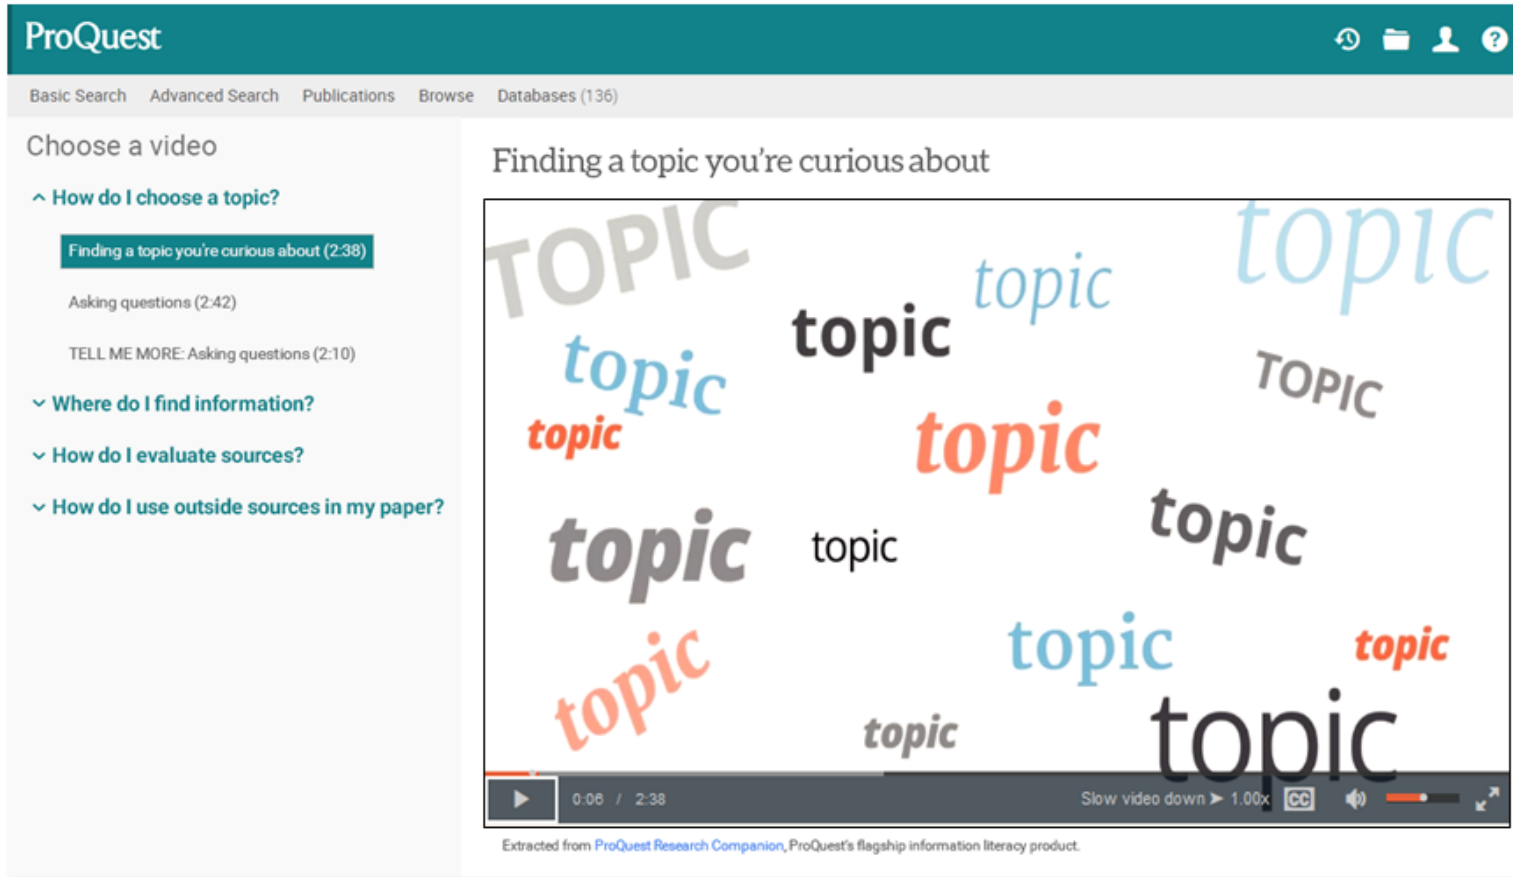 ProQuest
Basic Search Advanced Search Publications Browse Databases (136)
Choose a video
How do I choose a topic?
Finding a topic you're curious about (2:38)
Asking questions (2:42)
TELL ME MORE: Asking questions (2:10)
Where do I find information?
How do I evaluate sources?
How do I use outside sources in my paper?
Finding a topic you're curious about
TOPIC
topic
topic
topic
topic
TOPIC
topic
topic
topic
topic
topic
topic
topic
topic
topic
topic
topic
0:06 / 2:38
Slow video down ➤ 1.00x CC
Extracted from ProQuest Research Companion, ProQuest's flagship information literacy product.